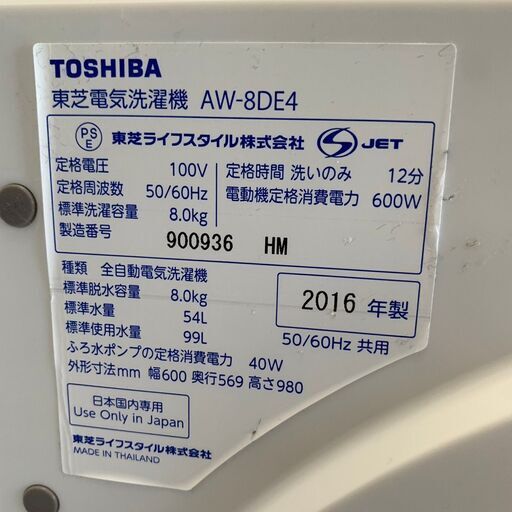 TOSHIBA
東芝電気洗濯機 AW-8DE4
PS
E
東芝ライフスタイル株式会社 S JET
定格電圧 100V
定格周波数 50/60Hz
標準洗濯容量 8.0kg
製造番号 900936 HM
定格時間 洗いのみ 12分
電動機定格消費電力 600W
種類 全自動電気洗濯機
標準脱水容量 8.0kg
標準水量 54L
標準使用水量 99L
2016 年製
50/60Hz 共用
ふろ水ポンプの定格消費電力 40W
外形寸法mm 幅600 奥行569 高さ980
日本国内専用
Use Only in Japan
東芝ライフスタイル株式会社
MADE IN THAILAND